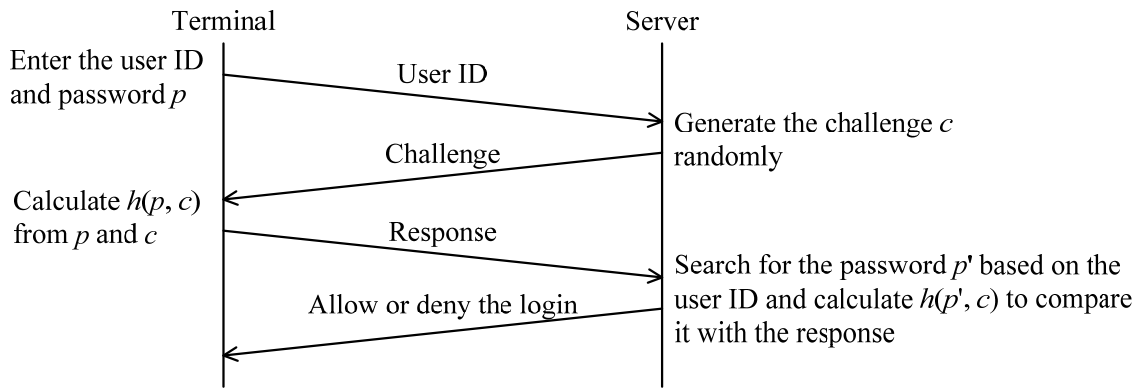 Terminal
Server
Enter the user ID
and password p
User ID
Generate the challenge c
randomly
Challenge
Calculate h(p, c)
from p and c
Response
Search for the password p' based on the
user ID and calculate h(p', c) to compare
it with the response
Allow or deny the login